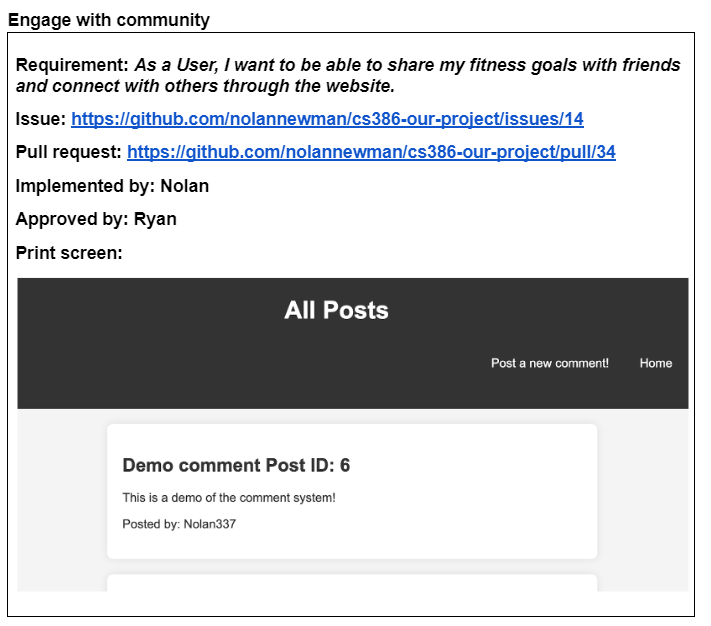 Engage with community
Requirement: As a User, I want to be able to share my fitness goals with friends
and connect with others through the website.
Issue: https://github.com/nolannewman/cs386-our-project/issues/14
Pull request: https://github.com/nolannewman/cs386-our-project/pull/34
Implemented by: Nolan
Approved by: Ryan
Print screen:
All Posts
Post a new comment! Home
Demo comment Post ID: 6
This is a demo of the comment system!
Posted by: Nolan337